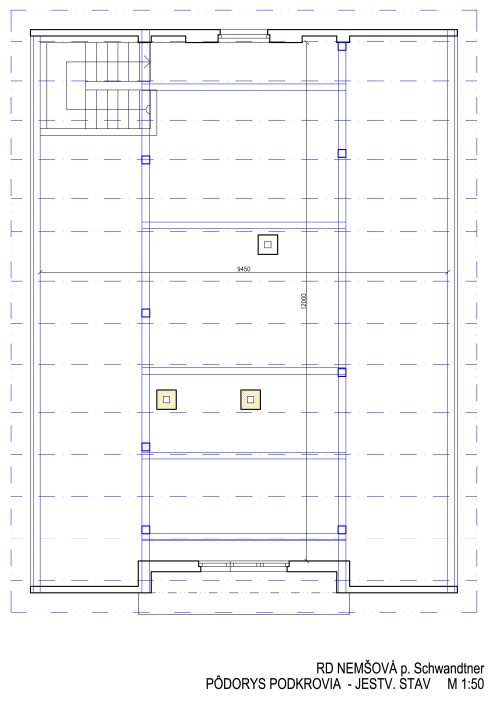 9450
12000
RD NEMŠOVÁ p. Schwandtner
PÔDORYS PODKROVIA - JESTV. STAV M 1:50